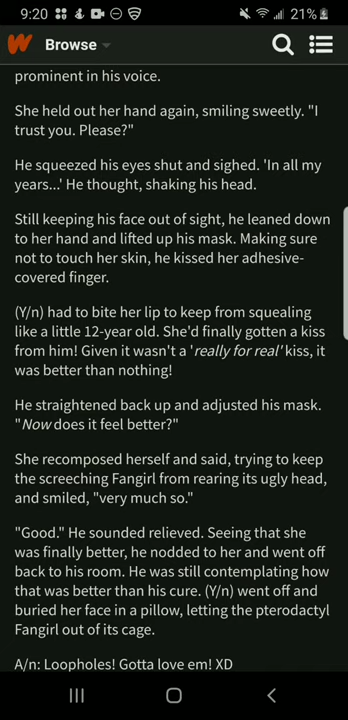 9:20
21%
Browse
prominent in his voice.
She held out her hand again, smiling sweetly. "I
trust you. Please?"
He squeezed his eyes shut and sighed. 'In all my
years...' He thought, shaking his head.
Still keeping his face out of sight, he leaned down
to her hand and lifted up his mask. Making sure
not to touch her skin, he kissed her adhesive-
covered finger.
(Y/n) had to bite her lip to keep from squealing
like a little 12-year old. She'd finally gotten a kiss
from him! Given it wasn't a 'really for real' kiss, it
was better than nothing!
He straightened back up and adjusted his mask.
"Now does it feel better?"
She recomposed herself and said, trying to keep
the screeching Fangirl from rearing its ugly head,
and smiled, "very much so."
"Good." He sounded relieved. Seeing that she
was finally better, he nodded to her and went off
back to his room. He was still contemplating how
that was better than his cure. (Y/n) went off and
buried her face in a pillow, letting the pterodactyl
Fangirl out of its cage.
A/n: Loopholes! Gotta love em! XD